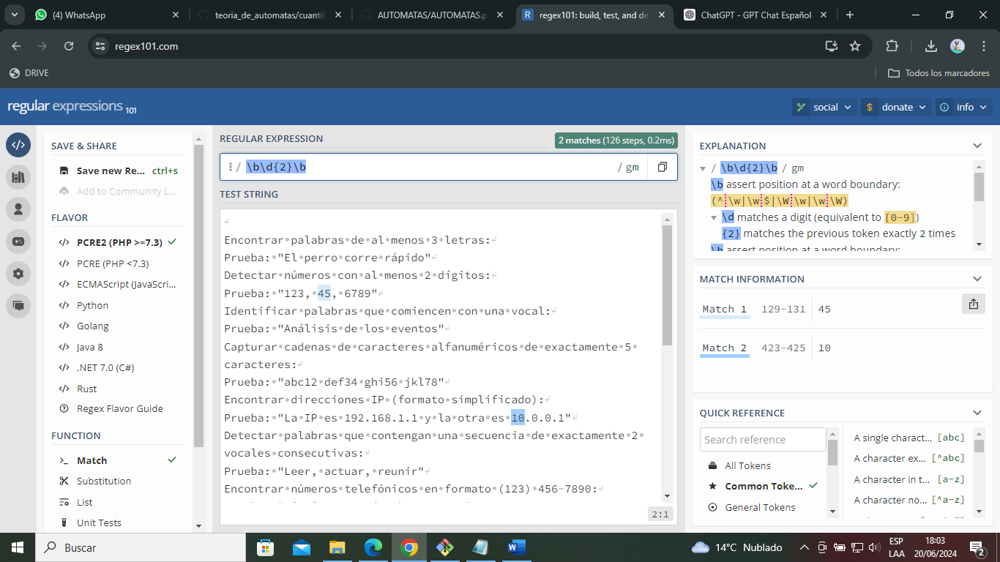 (4) WhatsApp
teoria_de_automatas/cuantif
AUTOMATAS/AUTOMATAS.p
regex101: build, test, and de
ChatGPT - GPT Chat Español
regex101.com
DRIVE
Todos los marcadores
regular expressions 101
social
$ donate
info
SAVE & SHARE
Save new Re... ctrl+s
Add to Community L...
FLAVOR
PCRE2 (PHP >=7.3)
PCRE (PHP <7.3)
ECMAScript (JavaScri...
Python
Golang
Java 8
.NET 7.0 (C#)
Rust
Regex Flavor Guide
FUNCTION
Match
Substitution
List
Unit Tests
REGULAR EXPRESSION
2 matches (126 steps, 0.2ms)
/ \b\d{2}\b / gm
TEST STRING
Encontrar palabras de al menos 3 letras:
Prueba: "El perro corre rápido"
Detectar números con al menos 2 dígitos:
Prueba: "123, 45, 6789"
Identificar palabras que comiencen con una vocal:
Prueba: "Análisis de los eventos"
Capturar cadenas de caracteres alfanuméricos de exactamente 5
caracteres:
Prueba: "abc12 def34 ghi56 jkl78"
Encontrar direcciones IP (formato simplificado):
Prueba: "La IP es 192.168.1.1 y la otra es 10.0.0.1"
Detectar palabras que contengan una secuencia de exactamente 2
vocales consecutivas:
Prueba: "Leer, actuar, reunir"
Encontrar números telefónicos en formato (123) 456-7890:
2:1
EXPLANATION
/ \b\d{2}\b / gm
\b assert position at a word boundary:
(^\w|\w$|\W\w|\w\W)
\d matches a digit (equivalent to [0-9])
{2} matches the previous token exactly 2 times
\b assert position at a word boundary:
MATCH INFORMATION
Match 1 129-131 45
Match 2 423-425 10
QUICK REFERENCE
Search reference
All Tokens
Common Toke...
General Tokens
A single charact... [abc]
A character ex... [^abc]
A character in t... [a-z]
A character no... [^a-z]
Buscar
14°C Nublado
ESP
LAA
18:03
20/06/2024
2